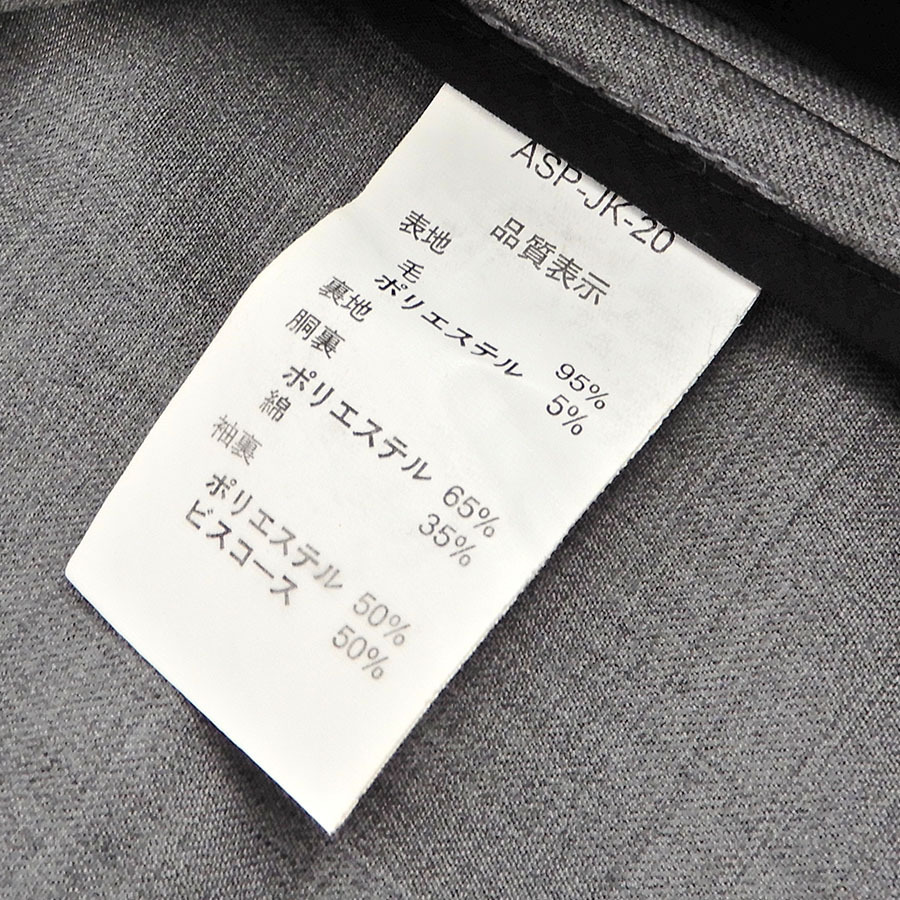 ASP-JK-20
品質表示
表地
毛 95%
ポリエステル 5%
裏地
胴裏
ポリエステル 65%
綿 35%
袖裏
ポリエステル 50%
ビスコース 50%